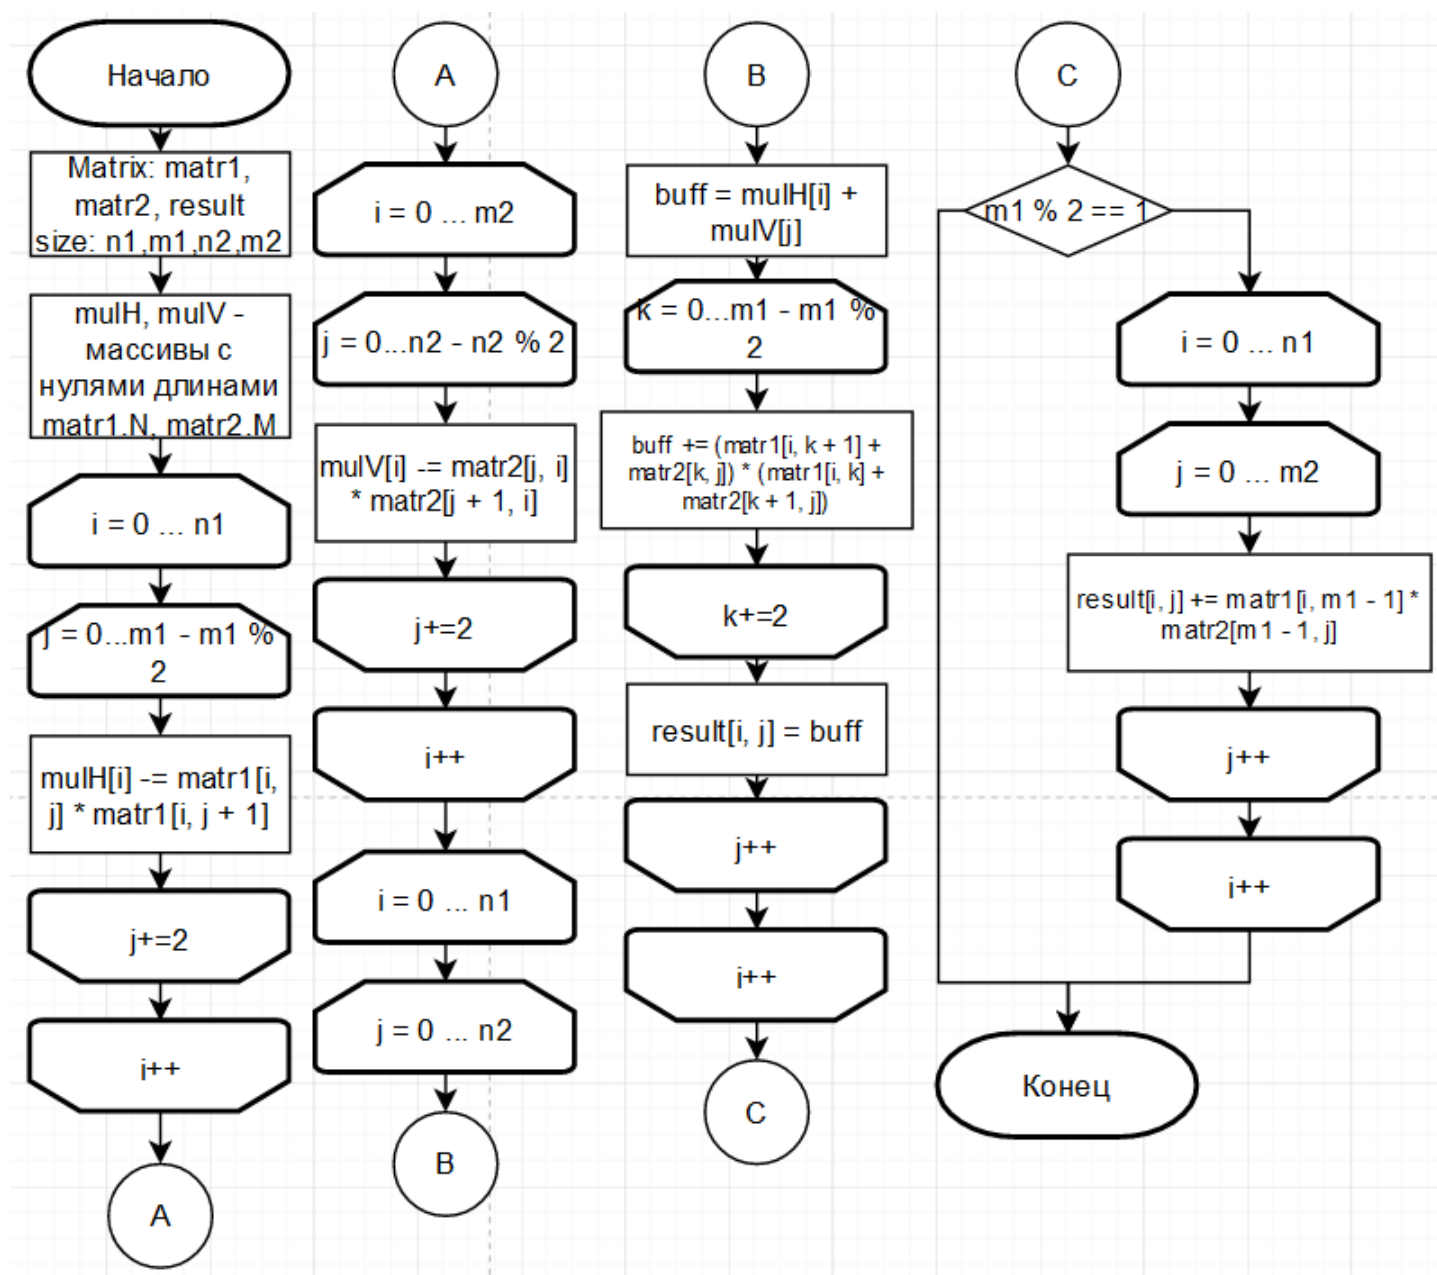 Начало
Matrix: matr1,
matr2, result
size: n1,m1,n2,m2
mulH, mulV -
массивы с
нулями длинами
matr1.N, matr2.M
i = 0 ... n1
j = 0...m1 - m1 %
2
mulH[i] -= matr1[i,
j] * matr1[i, j + 1]
j+=2
i++
A
A
i = 0 ... m2
j = 0...n2 - n2 % 2
mulV[i] -= matr2[j, i]
* matr2[j + 1, i]
j+=2
i++
i = 0 ... n1
j = 0 ... n2
B
B
buff = mulH[i] +
mulV[j]
k = 0...m1 - m1 %
2
buff += (matr1[i, k + 1] +
matr2[k, j]) * (matr1[i, k] +
matr2[k + 1, j])
k+=2
result[i, j] = buff
j++
i++
C
C
m1 % 2 == 1
i = 0 ... n1
j = 0 ... m2
result[i, j] += matr1[i, m1 - 1] *
matr2[m1 - 1, j]
j++
i++
Конец